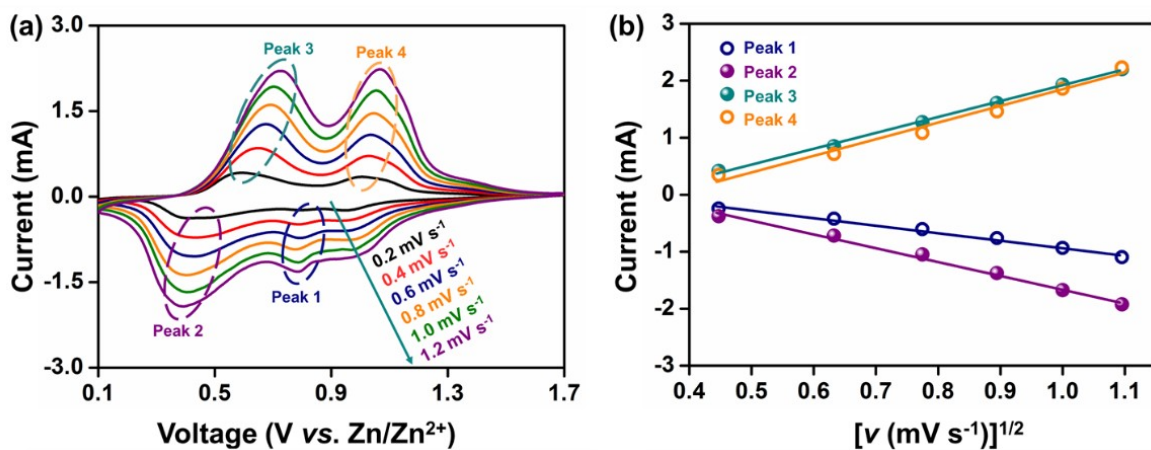 (a)
Current (mA)
3.0
1.5
0.0
-1.5
-3.0
Peak 3
Peak 4
Peak 1
Peak 2
0.2 mV s⁻¹
0.4 mV s⁻¹
0.6 mV s⁻¹
0.8 mV s⁻¹
1.0 mV s⁻¹
1.2 mV s⁻¹
0.1 0.5 0.9 1.3 1.7
Voltage (V vs. Zn/Zn²⁺)
(b)
Current (mA)
3
2
1
0
-1
-2
-3
Peak 1
Peak 2
Peak 3
Peak 4
0.4 0.5 0.6 0.7 0.8 0.9 1.0 1.1
[v (mV s⁻¹)]¹/²